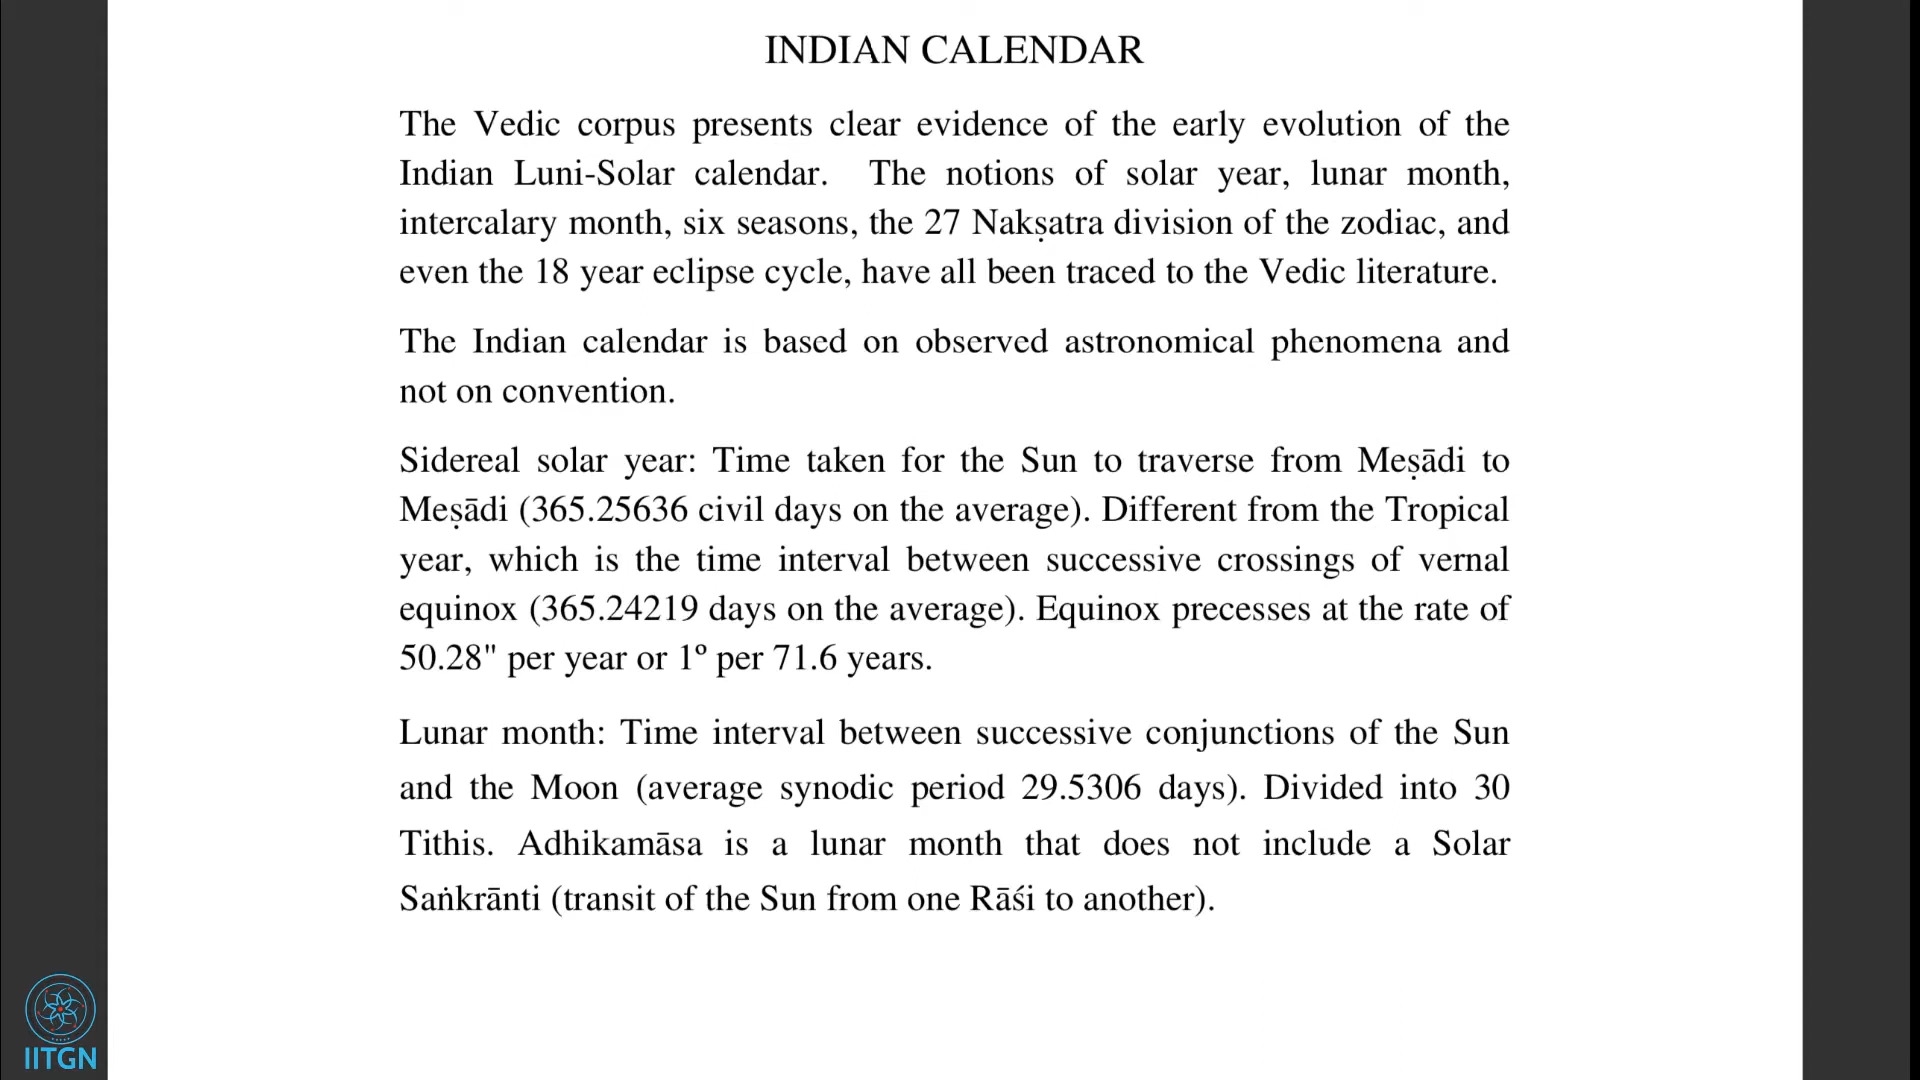 INDIAN CALENDAR
The Vedic corpus presents clear evidence of the early evolution of the
Indian Luni-Solar calendar. The notions of solar year, lunar month,
intercalary month, six seasons, the 27 Nakṣatra division of the zodiac, and
even the 18 year eclipse cycle, have all been traced to the Vedic literature.
The Indian calendar is based on observed astronomical phenomena and
not on convention.
Sidereal solar year: Time taken for the Sun to traverse from Meṣādi to
Meṣādi (365.25636 civil days on the average). Different from the Tropical
year, which is the time interval between successive crossings of vernal
equinox (365.24219 days on the average). Equinox precesses at the rate of
50.28" per year or 1º per 71.6 years.
Lunar month: Time interval between successive conjunctions of the Sun
and the Moon (average synodic period 29.5306 days). Divided into 30
Tithis. Adhikamāsa is a lunar month that does not include a Solar
Saṅkrānti (transit of the Sun from one Rāśi to another).
IITGN